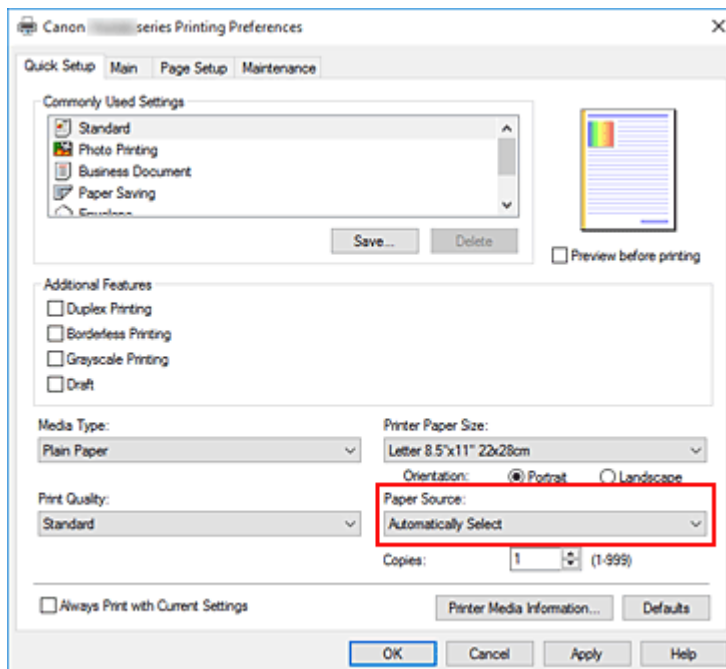 Canon series Printing Preferences
Quick Setup Main Page Setup Maintenance
Commonly Used Settings
Standard
Photo Printing
Business Document
Paper Saving
Envelope
Save... Delete
Preview before printing
Additional Features
Duplex Printing
Borderless Printing
Grayscale Printing
Draft
Media Type: Printer Paper Size:
Plain Paper Letter 8.5"x11" 22x28cm
Orientation: Portrait Landscape
Print Quality: Paper Source:
Standard Automatically Select
Copies: 1 (1-999)
Always Print with Current Settings Printer Media Information... Defaults
OK Cancel Apply Help